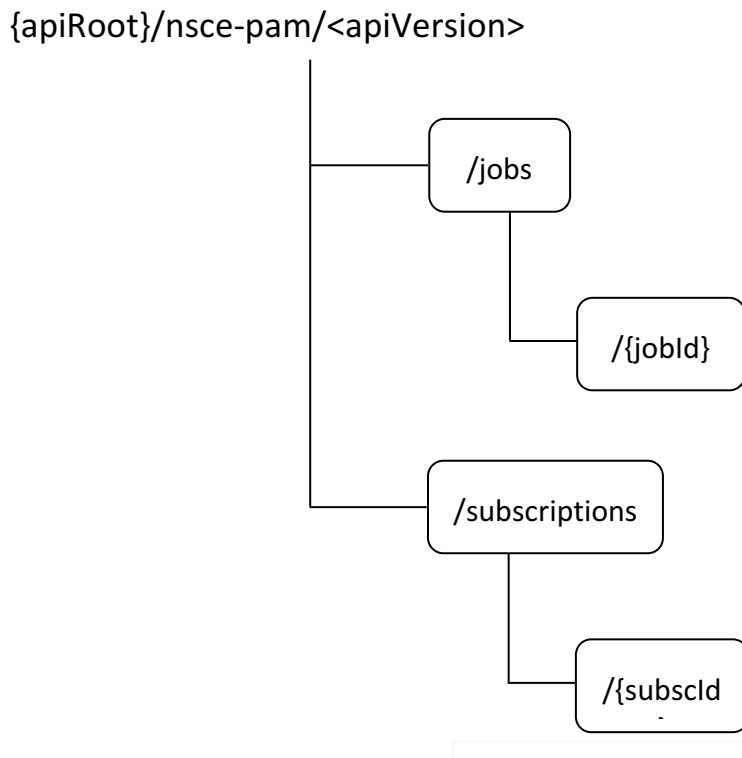 {apiRoot}/nsce-pam/<apiVersion>
/jobs
/{jobId}
/subscriptions
/{subscId